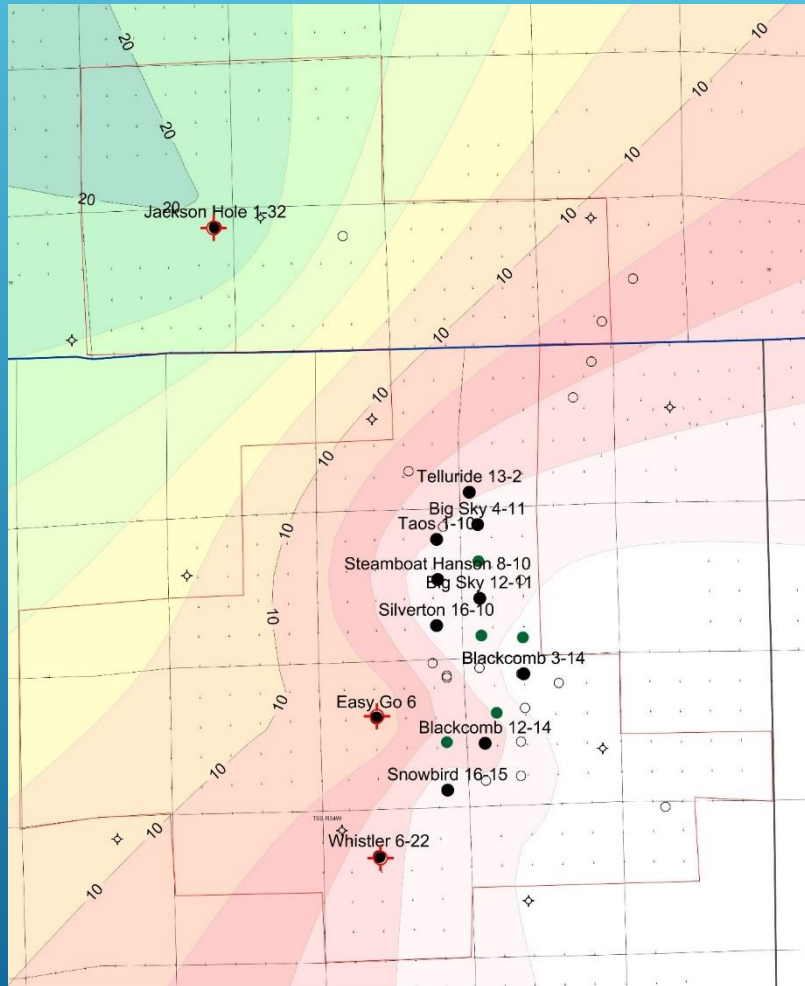 20
10
10
20
10
20
20
10
Jackson Hole 1-32
10
10
10
10
Telluride 13-2
Big Sky 4-11
Taos 1-10
10
Steamboat Hanson 8-10
Big Sky 12-11
Silverton 16-10
10
Blackcomb 3-14
Easy Go 6
10
Blackcomb 12-14
10
Snowbird 16-15
10
Whistler 6-22
10